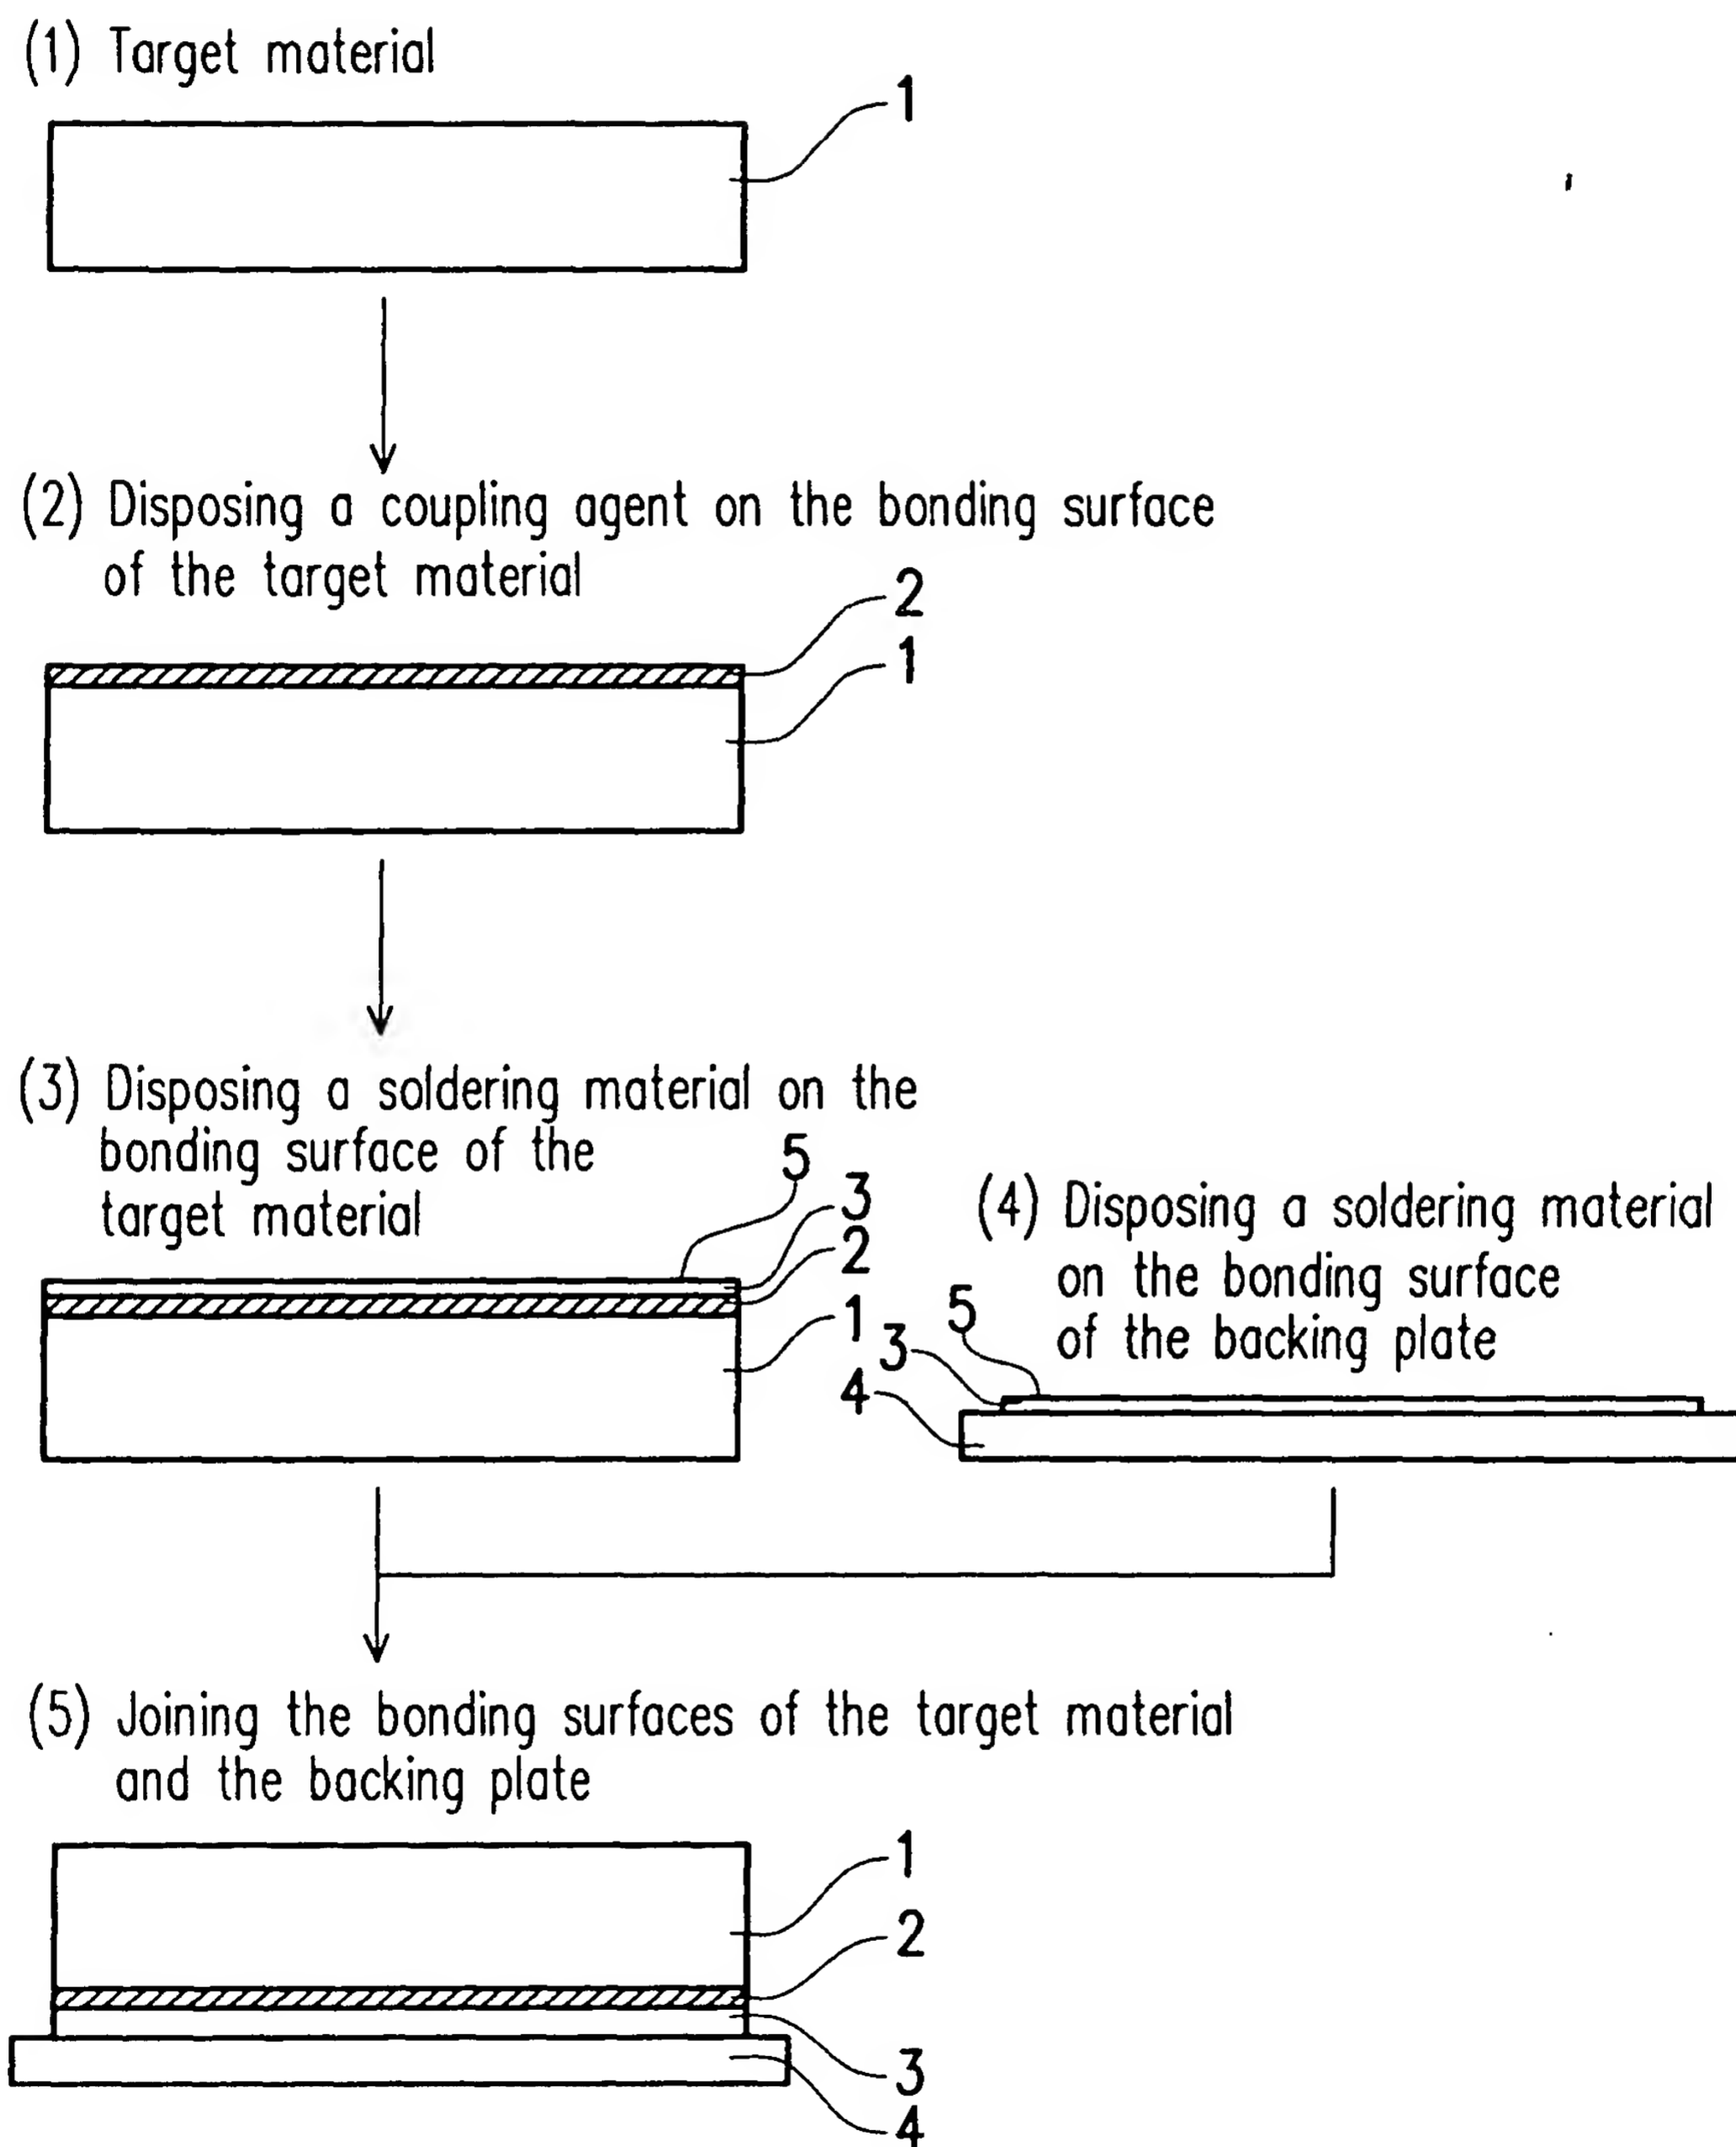 (1) Target material
1
(2) Disposing a coupling agent on the bonding surface
of the target material
2
1
(3) Disposing a soldering material on the
bonding surface of the
target material
5
3
2
1
(4) Disposing a soldering material
on the bonding surface
of the backing plate
5
3
4
(5) Joining the bonding surfaces of the target material
and the backing plate
1
2
3
4